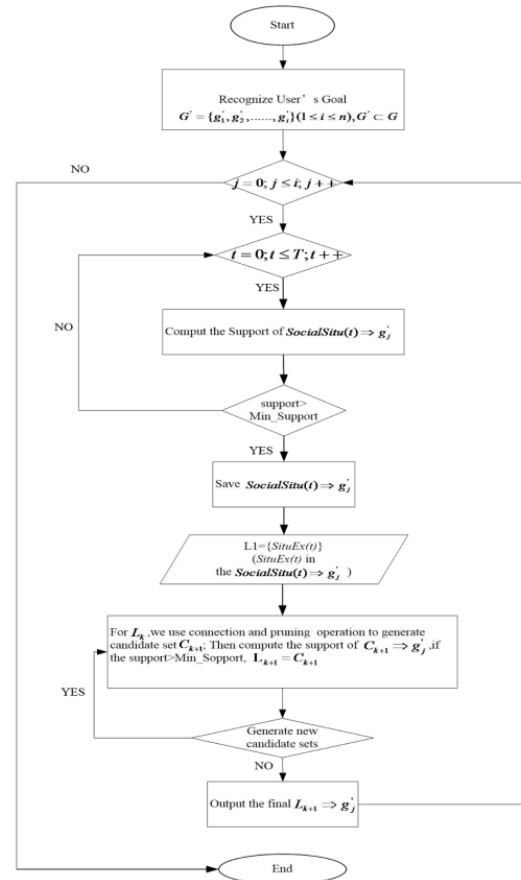 Start
Recognize User's Goal
G' = {g'₁, g'₂, ......, g'ᵢ}(1 ≤ i ≤ n), G' ⊂ G
NO
j = 0; j ≤ i; j + +
YES
t = 0; t ≤ T; t + +
YES
NO
Comput the Support of SocialSitu(t) ⇒ g'ⱼ
support>
Min_Support
YES
Save SocialSitu(t) ⇒ g'ⱼ
L1={SituEx(t)}
(SituEx(t) in
the SocialSitu(t) ⇒ g'ⱼ )
For Lₖ ,we use connection and pruning operation to generate
candidate set Cₖ₊₁; Then compute the support of Cₖ₊₁ ⇒ g'ⱼ ,if
the support>Min_Sopport, Lₖ₊₁ = Cₖ₊₁
YES
Generate new
candidate sets
NO
Output the final Lₖ₊₁ ⇒ g'ⱼ
End